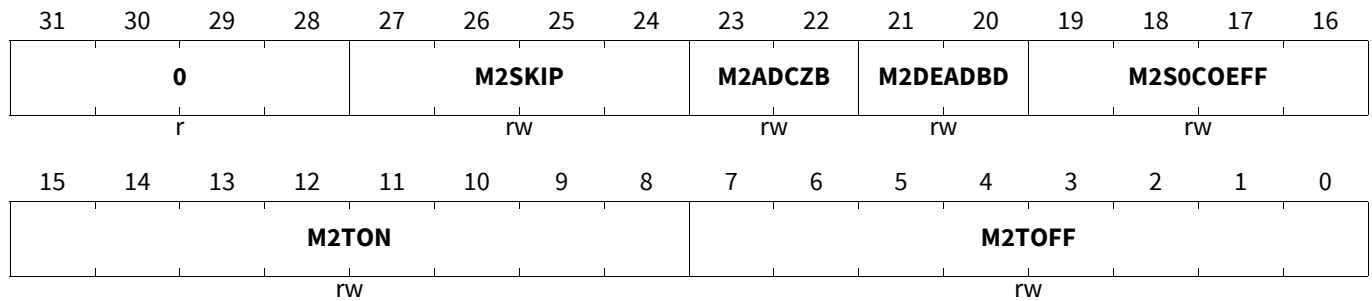 31 30 29 28 27 26 25 24 23 22 21 20 19 18 17 16
0 M2SKIP M2ADCZB M2DEADBD M2S0COEFF
r rw rw rw rw
15 14 13 12 11 10 9 8 7 6 5 4 3 2 1 0
M2TON M2TOFF
rw rw